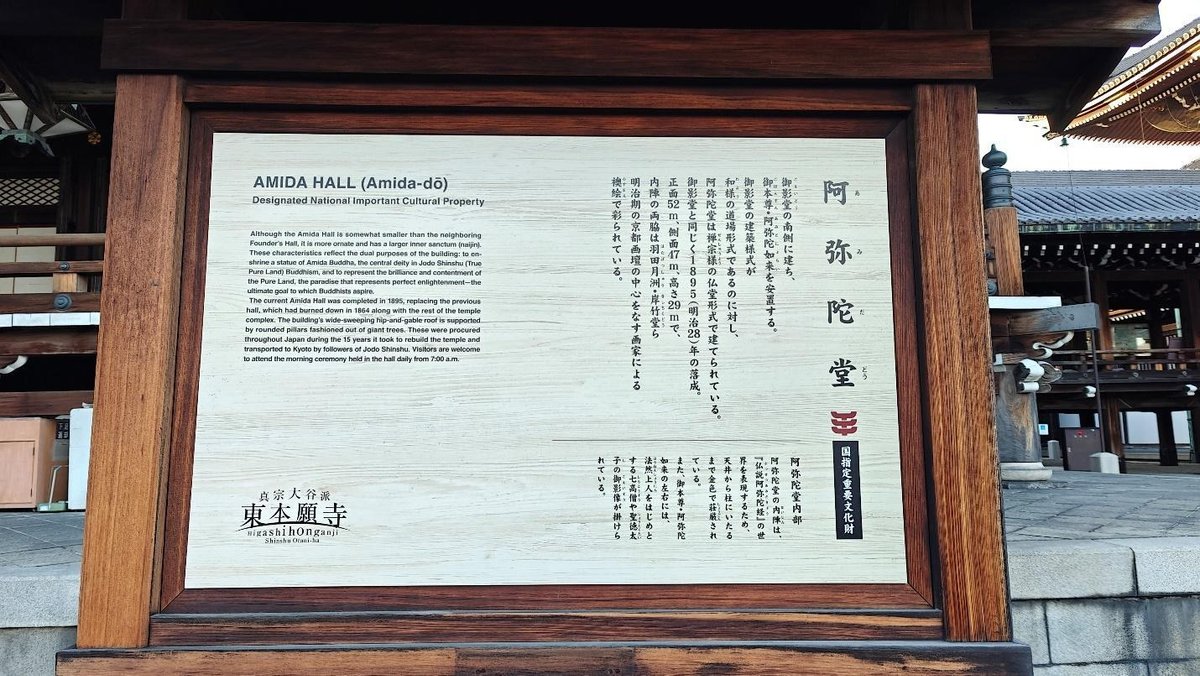 AMIDA HALL (Amida-dō)
Designated National Important Cultural Property
Although the Amida Hall is somewhat smaller than the neighboring
Founder's Hall, it is more ornate and has a larger inner sanctum (naijin).
These characteristics reflect the dual purposes of the building: to en-
shrine a statue of Amida Buddha, the central deity in Jodo Shinshu (True
Pure Land) Buddhism, and to represent the brilliance and contentment of
the Pure Land, the paradise that represents perfect enlightenment—the
ultimate goal to which Buddhists aspire.
The current Amida Hall was completed in 1895, replacing the previous
hall, which had burned down in 1864 along with the rest of the temple
complex. The building's wide-sweeping hip-and-gable roof is supported
by rounded pillars fashioned out of giant trees. These were procured
throughout Japan during the 15 years it took to rebuild the temple and
transported to Kyoto by followers of Jodo Shinshu. Visitors are welcome
to attend the morning ceremony held in the hall daily from 7:00 a.m.
阿弥陀堂
あみだどう
国指定重要文化財
御影堂の南側に建ち、
御本尊・阿弥陀如来を安置する。
御影堂の建築様式が
和様の道場形式であるのに対し、
阿弥陀堂は禅宗様の仏堂形式で建てられている。
御影堂と同じく1895(明治28)年の落成。
正面52m、側面47m、高さ29mで、
内陣の両脇は羽田月洲・岸竹堂ら
明治期の京都画壇の中心をなす画家による
襖絵で彩られている。
阿弥陀堂内部
阿弥陀堂の内陣は、
『仏説阿弥陀経』の世
界を表現するため、
天井から柱にいたる
まで金色で荘厳され
ている。
また、御本尊・阿弥陀
如来の左右には、
法然上人をはじめと
する七高僧や聖徳太
子の御影像が掛けら
れている。
真宗大谷派
東本願寺
Higashihonganji
Shinshu Otani-ha